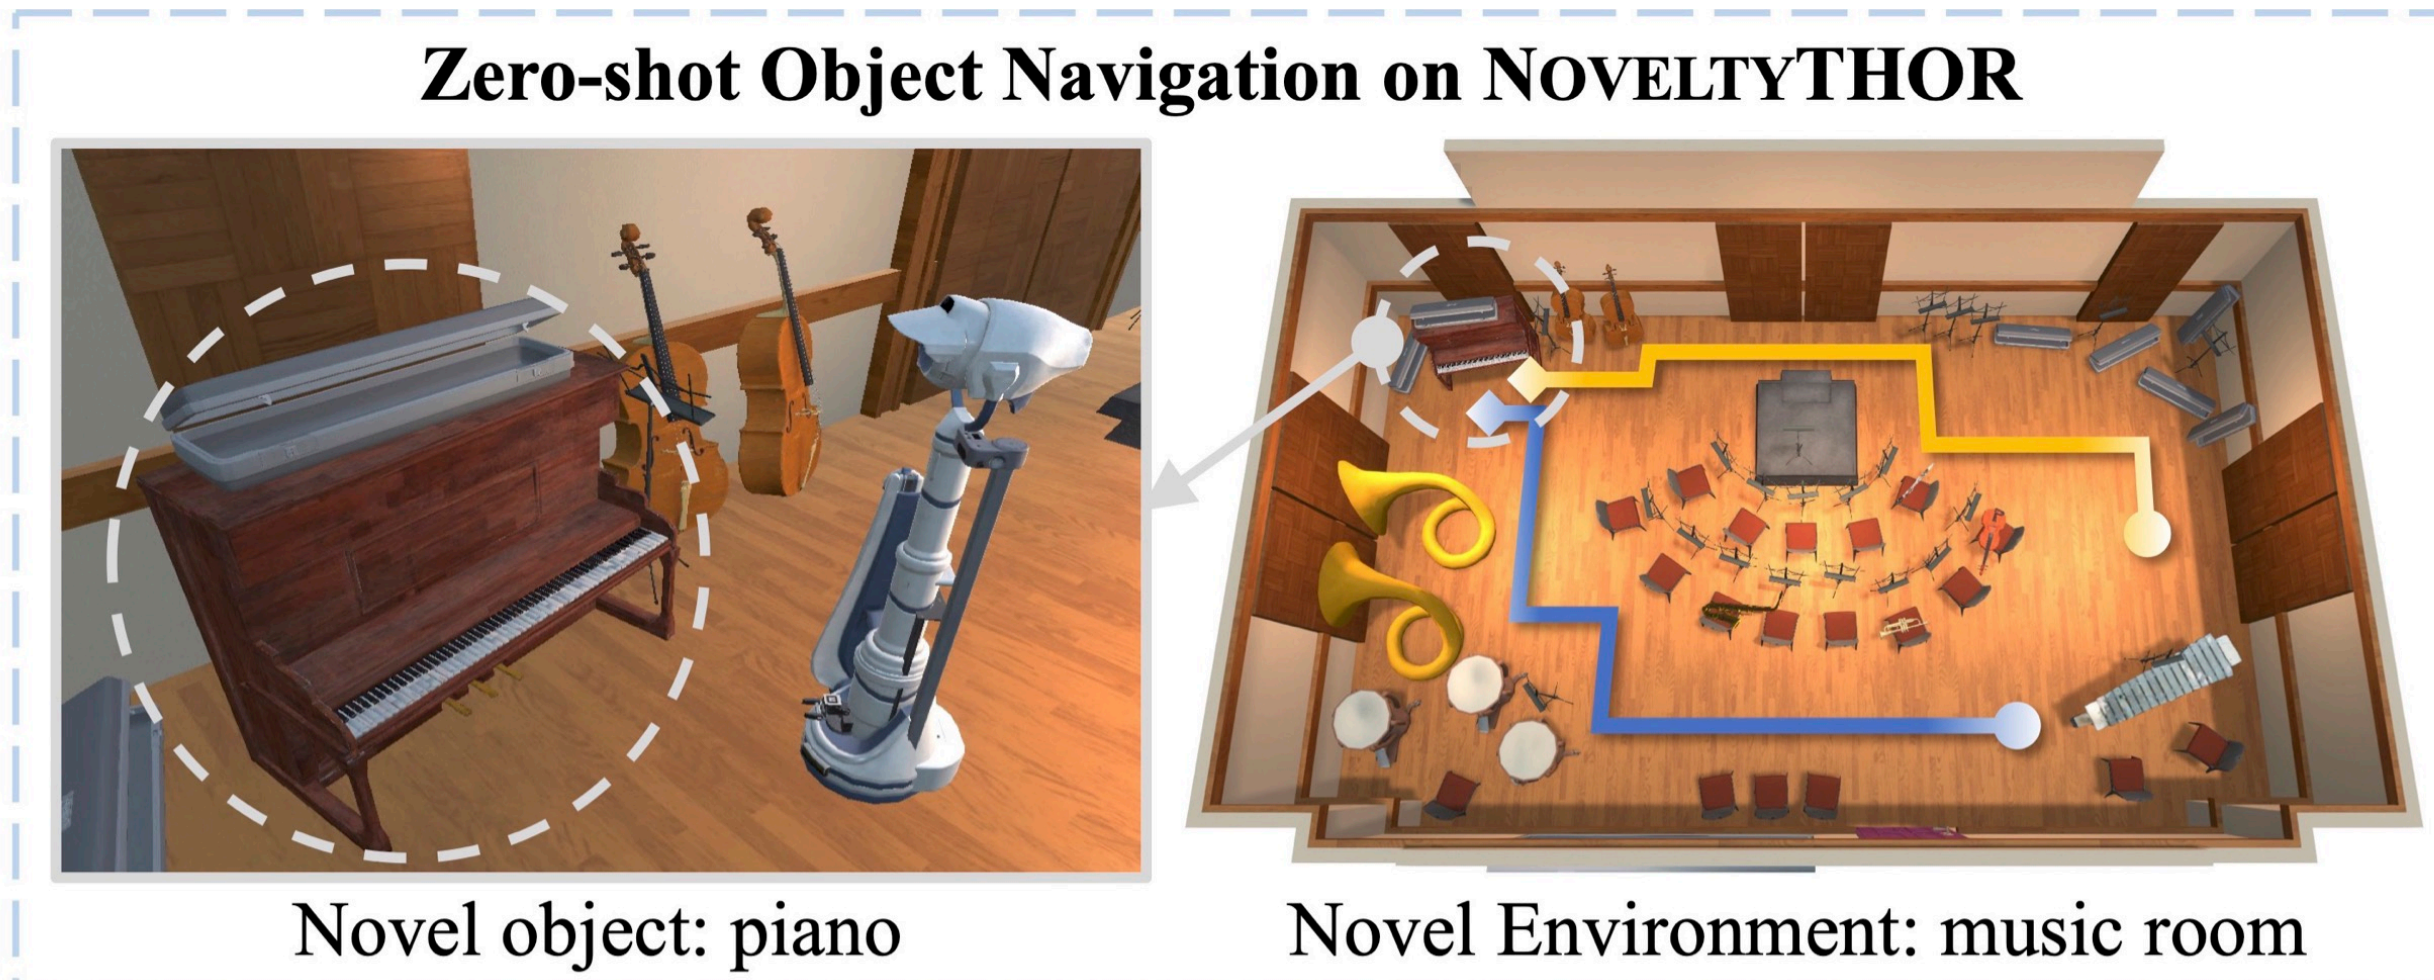 Zero-shot Object Navigation on NOVELTYTHOR
Novel object: piano
Novel Environment: music room